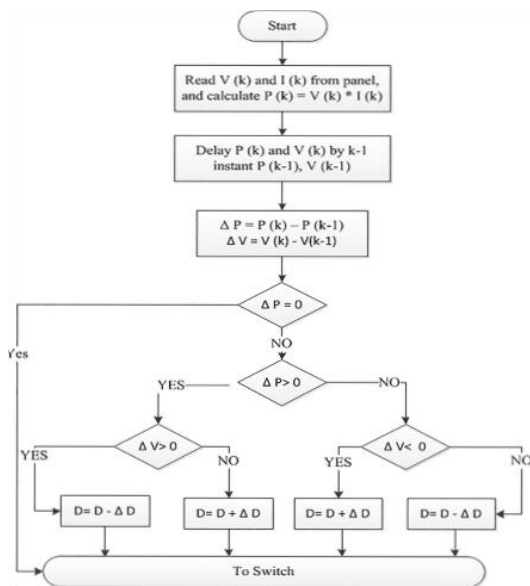 Start
Read V (k) and I (k) from panel,
and calculate P (k) = V (k) * I (k)
Delay P (k) and V (k) by k-1
instant P (k-1), V (k-1)
Δ P = P (k) – P (k-1)
Δ V = V (k) - V(k-1)
Δ P = 0
Yes
NO
Δ P> 0
YES
NO
Δ V> 0
Δ V< 0
YES
NO
YES
NO
D= D - Δ D
D= D + Δ D
D= D + Δ D
D= D - Δ D
To Switch